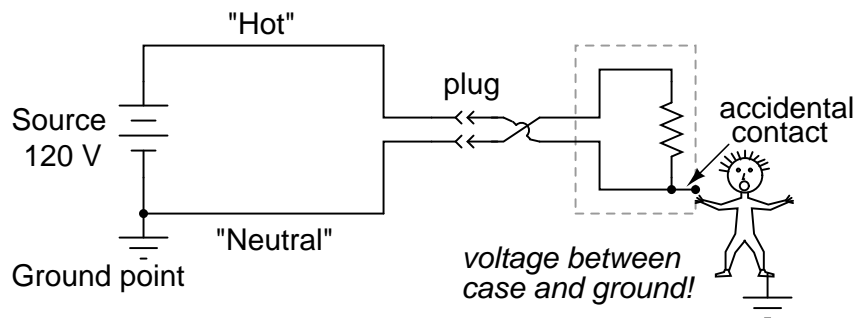 "Hot"
plug
Source
120 V
accidental
contact
"Neutral"
Ground point
voltage between
case and ground!